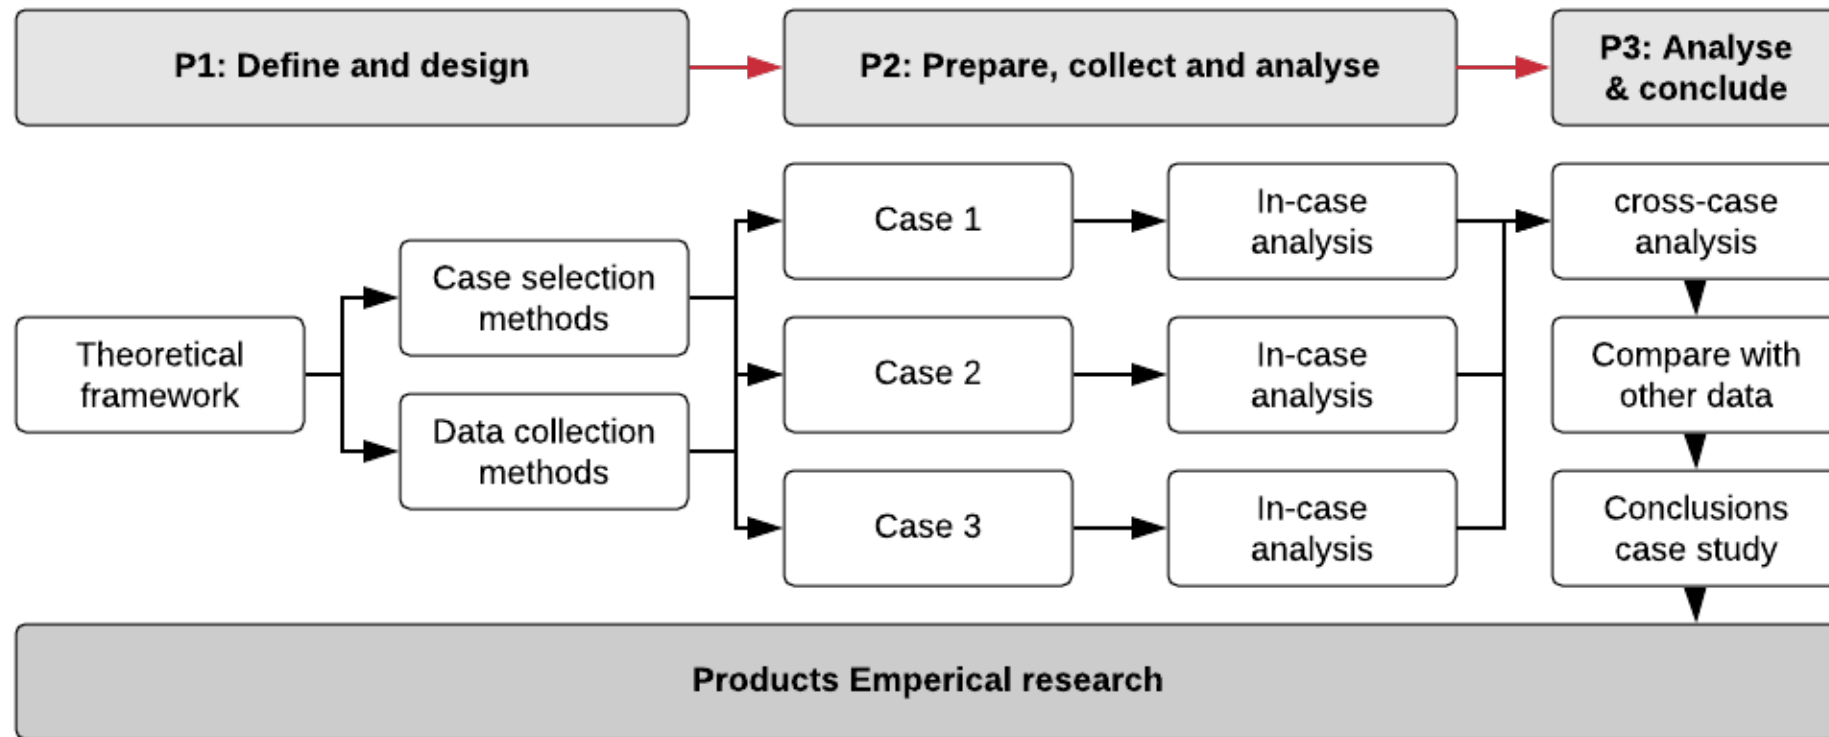 P1: Define and design
P2: Prepare, collect and analyse
P3: Analyse
& conclude
Theoretical
framework
Case selection
methods
Data collection
methods
Case 1
In-case
analysis
Case 2
In-case
analysis
Case 3
In-case
analysis
cross-case
analysis
Compare with
other data
Conclusions
case study
Products Emperical research